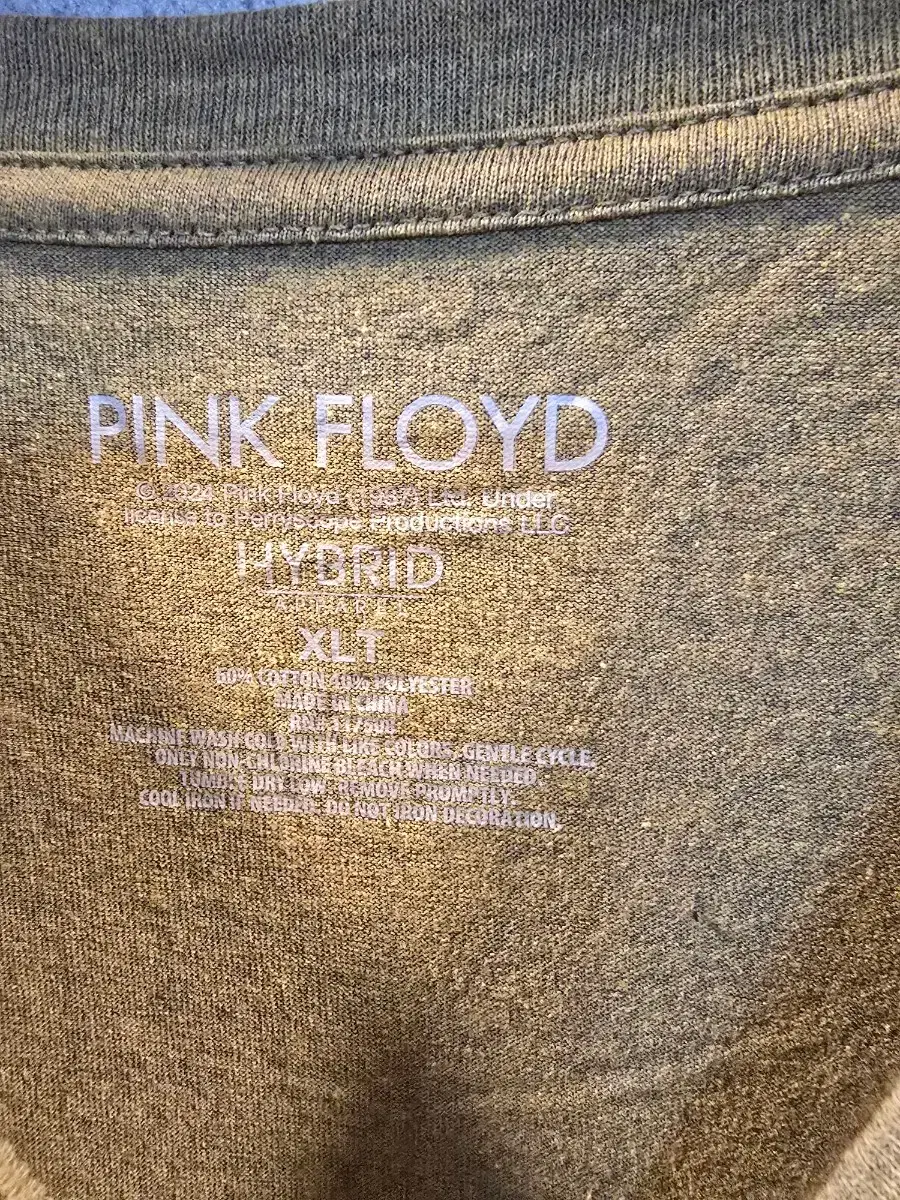 PINK FLOYD
© 2024 Pink Floyd (1987) Ltd. Under
license to Perryscope Productions LLC
HYBRID
APPAREL
XLT
60% COTTON 40% POLYESTER
MADE IN CHINA
RN#
MACHINE WASH COLD WITH LIKE COLORS, GENTLE CYCLE.
ONLY NON-CHLORINE BLEACH WHEN NEEDED.
TUMBLE DRY LOW. REMOVE PROMPTLY.
COOL IRON IF NEEDED. DO NOT IRON DECORATION.